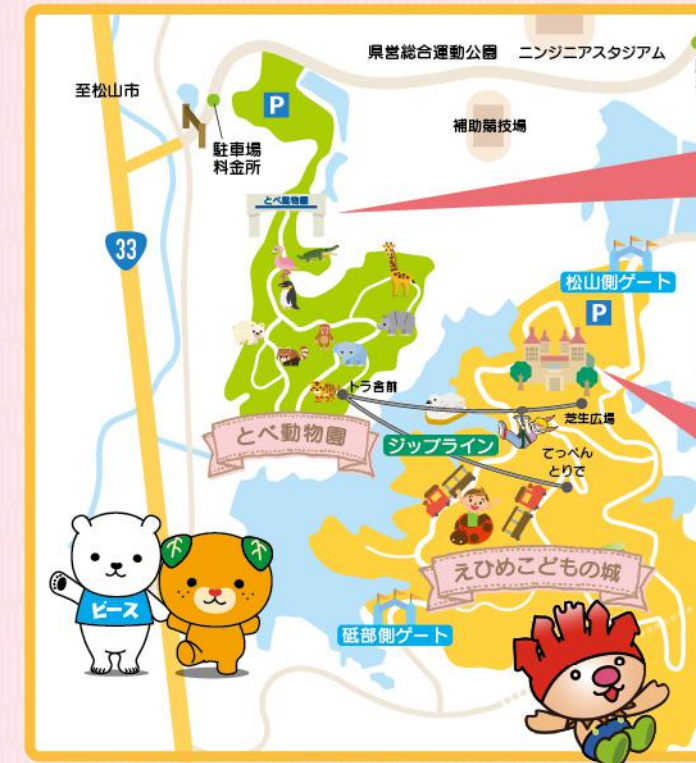 県営総合運動公園
ニンジニアスタジアム
至松山市
P
補助競技場
駐車場
料金所
とべ動物園
33
松山側ゲート
P
トラ舎前
芝生広場
とべ動物園
ジップライン
てっぺん
とりで
えひめこどもの城
ピース
砥部側ゲート